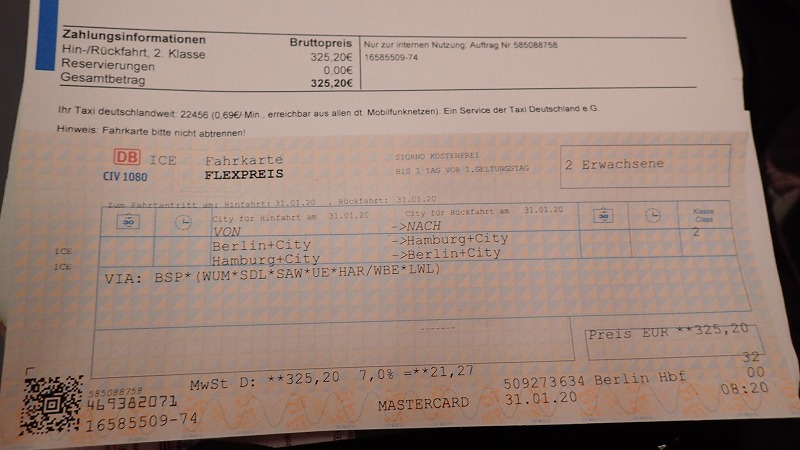 Zahlungsinformationen Bruttopreis
Hin-/Rückfahrt, 2. Klasse 325,20€
Reservierungen 0,00€
Gesamtbetrag 325,20€
Nur zur internen Nutzung: Auftrag Nr 585088758
16585509-74
Ihr Taxi deutschlandweit: 22456 (0,69€/ Min., erreichbar aus allen dt. Mobilfunknetzen). Ein Service der Taxi Deutschland e.G.
Hinweis: Fahrkarte bitte nicht abtrennen!
DB ICE Fahrkarte STORNO KOSTENFREI
CIV 1080 FLEXPREIS BIS 1 TAG VOR 1.GELTUNGSTAG
2 Erwachsene
Zum Fahrtantritt am: Hinfahrt: 31.01.20 , Rückfahrt: 31.01.20
City für Hinfahrt am 31.01.20 City für Rückfahrt am 31.01.20
VON ->NACH
Klasse
Class
2
ICE Berlin+City ->Hamburg+City
ICE Hamburg+City ->Berlin+City
VIA: BSP*(WUM*SDL*SAW*UE*HAR/WBE*LWL)
-------
Preis EUR **325,20
MwSt D: **325,20 7,0% =**21,27
32
585088758
469382071
509273634 Berlin Hbf 00
16585509-74
MASTERCARD 31.01.20 08:20